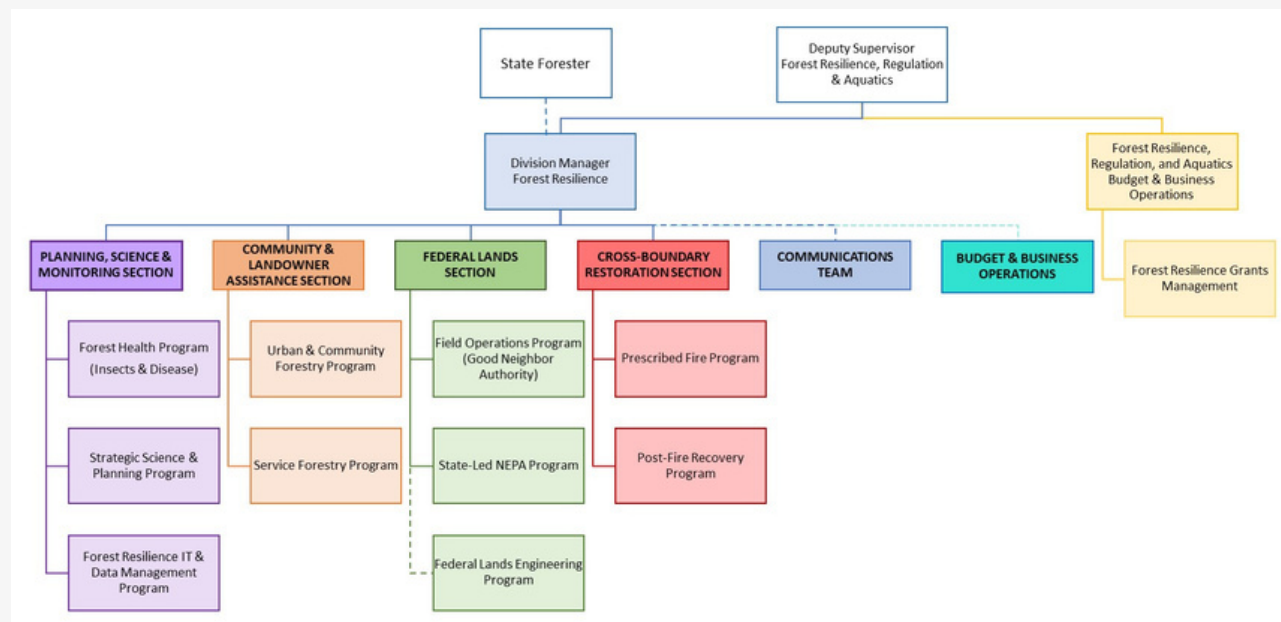 State Forester
Deputy Supervisor
Forest Resilience, Regulation
& Aquatics
Division Manager
Forest Resilience
Forest Resilience,
Regulation, and Aquatics
Budget & Business
Operations
PLANNING, SCIENCE &
MONITORING SECTION
COMMUNITY &
LANDOWNER
ASSISTANCE SECTION
FEDERAL LANDS
SECTION
CROSS-BOUNDARY
RESTORATION SECTION
COMMUNICATIONS
TEAM
BUDGET & BUSINESS
OPERATIONS
Forest Resilience Grants
Management
Forest Health Program
(Insects & Disease)
Urban & Community
Forestry Program
Field Operations Program
(Good Neighbor
Authority)
Prescribed Fire Program
Strategic Science &
Planning Program
Service Forestry Program
State-Led NEPA Program
Post-Fire Recovery
Program
Forest Resilience IT &
Data Management
Program
Federal Lands Engineering
Program